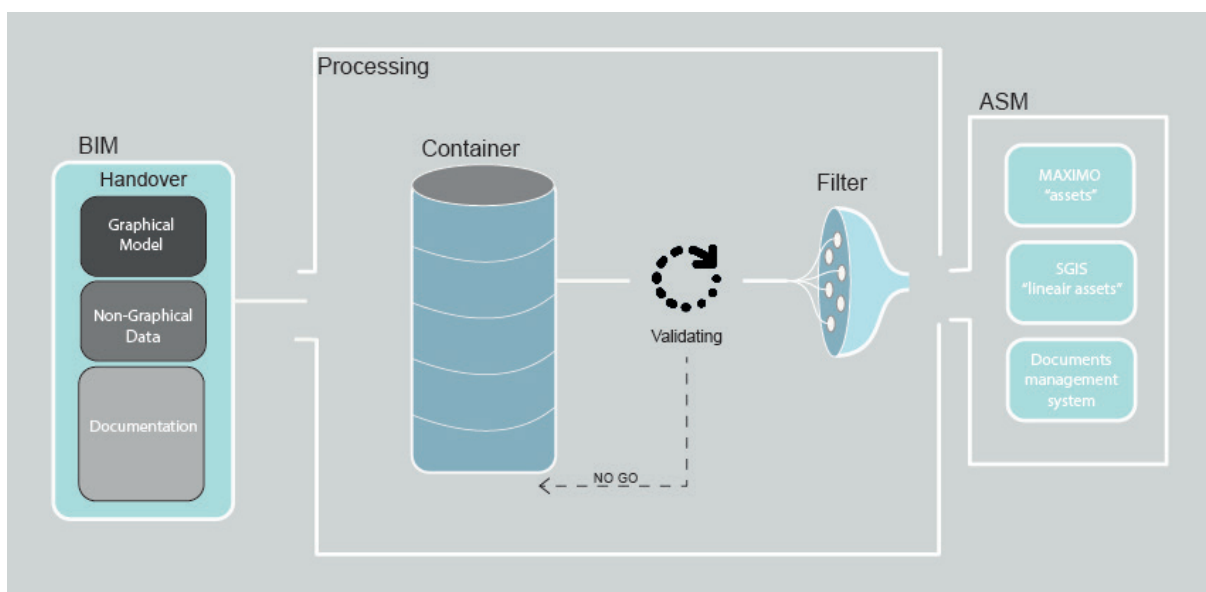 BIM
Handover
Graphical
Model
Non-Graphical
Data
Documentation
Processing
Container
Validating
NO GO
Filter
ASM
MAXIMO
“assets”
SGIS
“lineair assets”
Documents
management
system